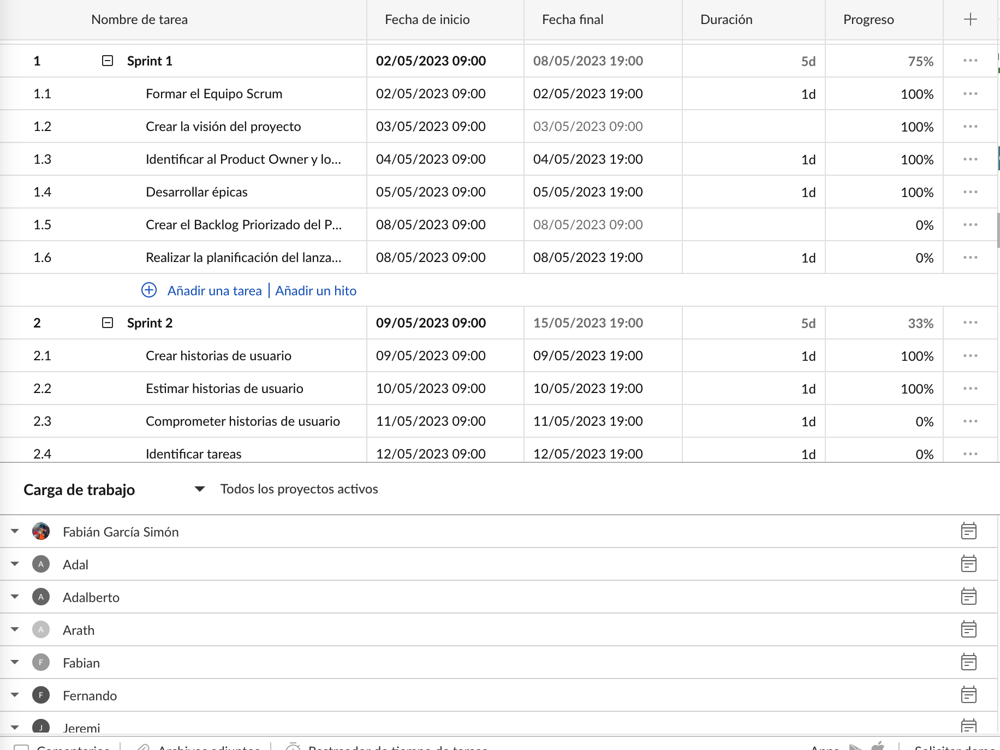 Nombre de tarea Fecha de inicio Fecha final Duración Progreso
1 Sprint 1 02/05/2023 09:00 08/05/2023 19:00 5d 75%
1.1 Formar el Equipo Scrum 02/05/2023 09:00 02/05/2023 19:00 1d 100%
1.2 Crear la visión del proyecto 03/05/2023 09:00 03/05/2023 09:00 100%
1.3 Identificar al Product Owner y lo... 04/05/2023 09:00 04/05/2023 19:00 1d 100%
1.4 Desarrollar épicas 05/05/2023 09:00 05/05/2023 19:00 1d 100%
1.5 Crear el Backlog Priorizado del P... 08/05/2023 09:00 08/05/2023 09:00 0%
1.6 Realizar la planificación del lanza... 08/05/2023 09:00 08/05/2023 19:00 1d 0%
Añadir una tarea | Añadir un hito
2 Sprint 2 09/05/2023 09:00 15/05/2023 19:00 5d 33%
2.1 Crear historias de usuario 09/05/2023 09:00 09/05/2023 19:00 1d 100%
2.2 Estimar historias de usuario 10/05/2023 09:00 10/05/2023 19:00 1d 100%
2.3 Comprometer historias de usuario 11/05/2023 09:00 11/05/2023 19:00 1d 0%
2.4 Identificar tareas 12/05/2023 09:00 12/05/2023 19:00 1d 0%
Carga de trabajo Todos los proyectos activos
Fabián García Simón
A Adal
A Adalberto
A Arath
F Fabian
F Fernando
J Jeremi
Comentarios Archivos adjuntos Rastreador de tiempo de tareas Apps Solicitar demo